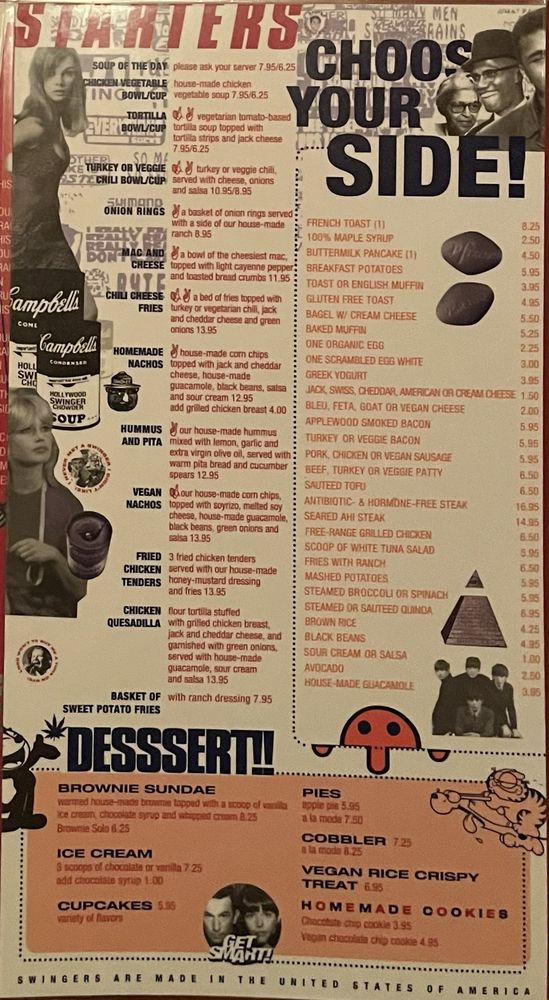 STARTERS
SOUP OF THE DAY please ask your server 7.95/6.25
CHICKEN VEGETABLE house-made chicken
BOWL/CUP vegetable soup 7.95/6.25
TORTILLA vegetarian tomato-based
BOWL/CUP tortilla soup topped with
tortilla strips and jack cheese
7.95/6.25
TURKEY OR VEGGIE turkey or veggie chili,
CHILI BOWL/CUP served with cheese, onions
and salsa 10.95/8.95
ONION RINGS a basket of onion rings served
with a side of our house-made
ranch 8.95
MAC AND a bowl of the cheesiest mac,
CHEESE topped with light cayenne pepper
and toasted bread crumbs 11.95
CHILI CHEESE a bed of fries topped with
FRIES turkey or vegetarian chili, jack
and cheddar cheese and green
onions 13.95
HOMEMADE house-made corn chips
NACHOS topped with jack and cheddar
cheese, house-made
guacamole, black beans, salsa
and sour cream 12.95
add grilled chicken breast 4.00
HUMMUS our house-made hummus
AND PITA mixed with lemon, garlic and
extra virgin olive oil, served with
warm pita bread and cucumber
spears 12.95
VEGAN our house-made corn chips,
NACHOS topped with soyrizo, melted soy
cheese, house-made guacamole,
black beans, green onions and
salsa 13.95
FRIED 3 fried chicken tenders
CHICKEN served with our house-made
TENDERS honey-mustard dressing
and fries 13.95
CHICKEN flour tortilla stuffed
QUESADILLA with grilled chicken breast,
jack and cheddar cheese, and
garnished with green onions,
served with house-made
guacamole, sour cream
and salsa 13.95
BASKET OF with ranch dressing 7.95
SWEET POTATO FRIES
Campbell's
Campbell's
CONDENSED
HOLLYWOOD
SWINGER
CHOWDER
SOUP
CHOOSE
YOUR
SIDE!
FRENCH TOAST (1) 8.25
100% MAPLE SYRUP 2.50
BUTTERMILK PANCAKE (1) 4.50
BREAKFAST POTATOES 5.95
TOAST OR ENGLISH MUFFIN 3.95
GLUTEN FREE TOAST 4.95
BAGEL W/ CREAM CHEESE 5.50
BAKED MUFFIN 5.25
ONE ORGANIC EGG 2.25
ONE SCRAMBLED EGG WHITE 3.00
GREEK YOGURT 3.95
JACK, SWISS, CHEDDAR, AMERICAN OR CREAM CHEESE 1.50
BLEU, FETA, GOAT OR VEGAN CHEESE 2.00
APPLEWOOD SMOKED BACON 5.95
TURKEY OR VEGGIE BACON 5.95
PORK, CHICKEN OR VEGAN SAUSAGE 5.95
BEEF, TURKEY OR VEGGIE PATTY 6.50
SAUTEED TOFU 6.50
ANTIBIOTIC- & HORMONE-FREE STEAK 16.95
SEARED AHI STEAK 14.95
FREE-RANGE GRILLED CHICKEN 6.50
SCOOP OF WHITE TUNA SALAD 5.95
FRIES WITH RANCH 6.50
MASHED POTATOES 5.95
STEAMED BROCCOLI OR SPINACH 5.95
STEAMED OR SAUTEED QUINOA 6.95
BROWN RICE 4.25
BLACK BEANS 4.95
SOUR CREAM OR SALSA 1.00
AVOCADO 2.50
HOUSE-MADE GUACAMOLE 3.95
DESSSERT!!
BROWNIE SUNDAE
warmed house-made brownie topped with a scoop of vanilla
ice cream, chocolate syrup and whipped cream 8.25
Brownie Solo 6.25
ICE CREAM
3 scoops of chocolate or vanilla 7.25
add chocolate syrup 1.00
CUPCAKES 5.95
variety of flavors
GET
SMART!
PIES
apple pie 5.95
a la mode 7.50
COBBLER 7.25
a la mode 8.25
VEGAN RICE CRISPY
TREAT 6.95
HOMEMADE COOKIES
Chocolate chip cookie 3.95
Vegan chocolate chip cookie 4.95
SWINGERS ARE MADE IN THE UNITED STATES OF AMERICA